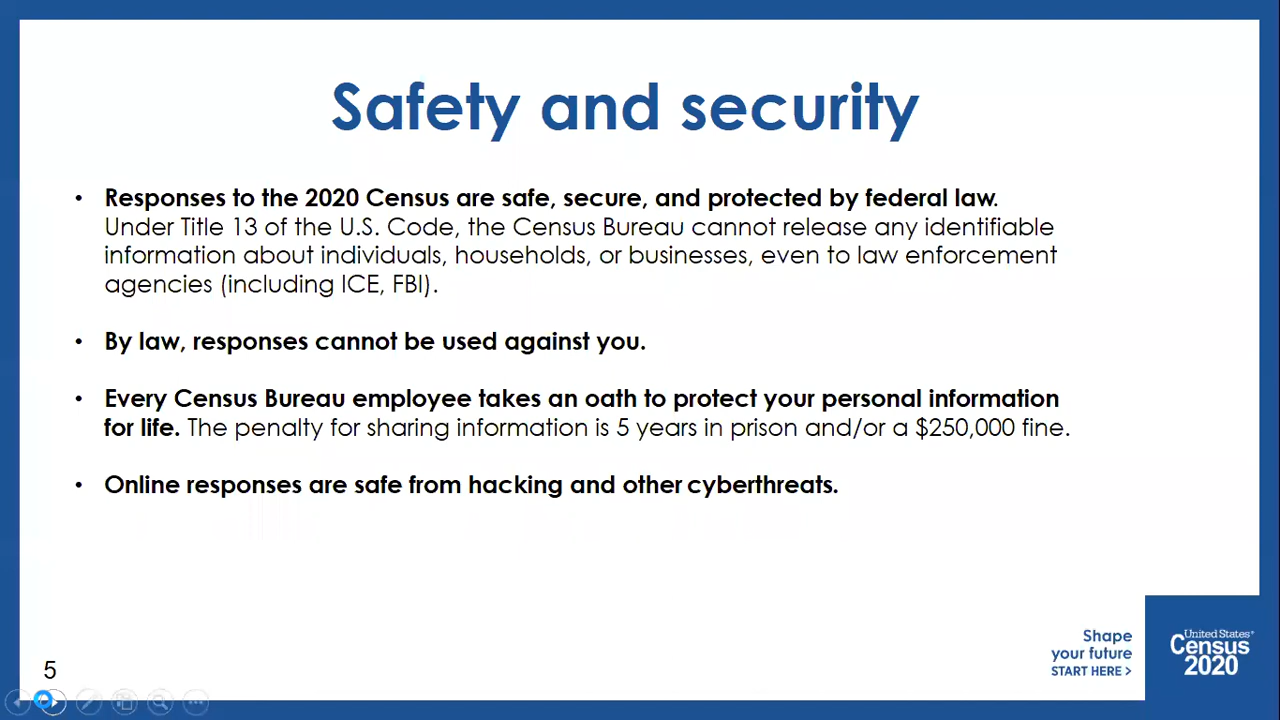 Safety and security
• Responses to the 2020 Census are safe, secure, and protected by federal law.
Under Title 13 of the U.S. Code, the Census Bureau cannot release any identifiable
information about individuals, households, or businesses, even to law enforcement
agencies (including ICE, FBI).
• By law, responses cannot be used against you.
• Every Census Bureau employee takes an oath to protect your personal information
for life. The penalty for sharing information is 5 years in prison and/or a $250,000 fine.
• Online responses are safe from hacking and other cyberthreats.
Shape
your future
START HERE >
United States®
Census
2020
5